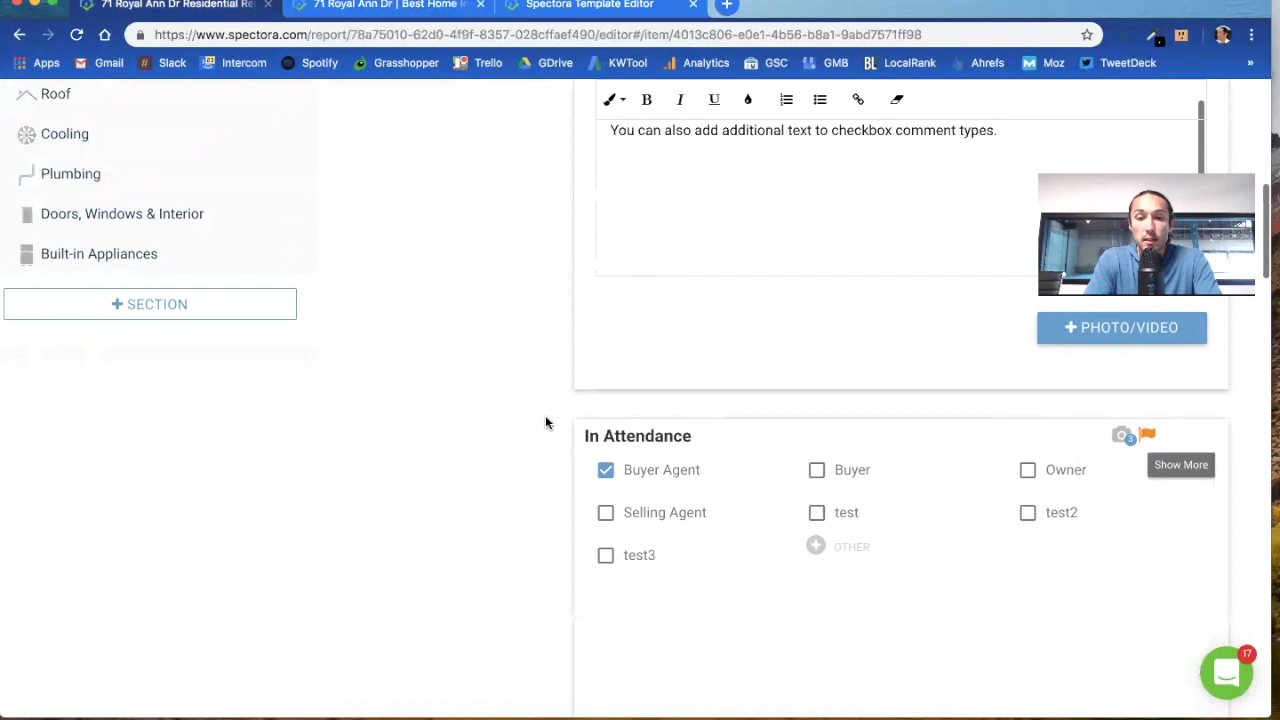 71 Royal Ann Dr Residential Re
71 Royal Ann Dr | Best Home I
Spectora Template Editor
https://www.spectora.com/report/78a75010-62d0-4f9f-8357-028cffaef490/editor#/item/4013c806-e0e1-4b56-b8a1-9abd7571ff98
Apps Gmail Slack Intercom Spotify Grasshopper Trello GDrive KWTool Analytics GSC GMB BL LocalRank Ahrefs Moz TweetDeck »
Roof
Cooling
Plumbing
Doors, Windows & Interior
Built-in Appliances
+ SECTION
B I U
You can also add additional text to checkbox comment types.
+ PHOTO/VIDEO
In Attendance
3
Show More
Buyer Agent Buyer Owner
Selling Agent test test2
test3 OTHER
17